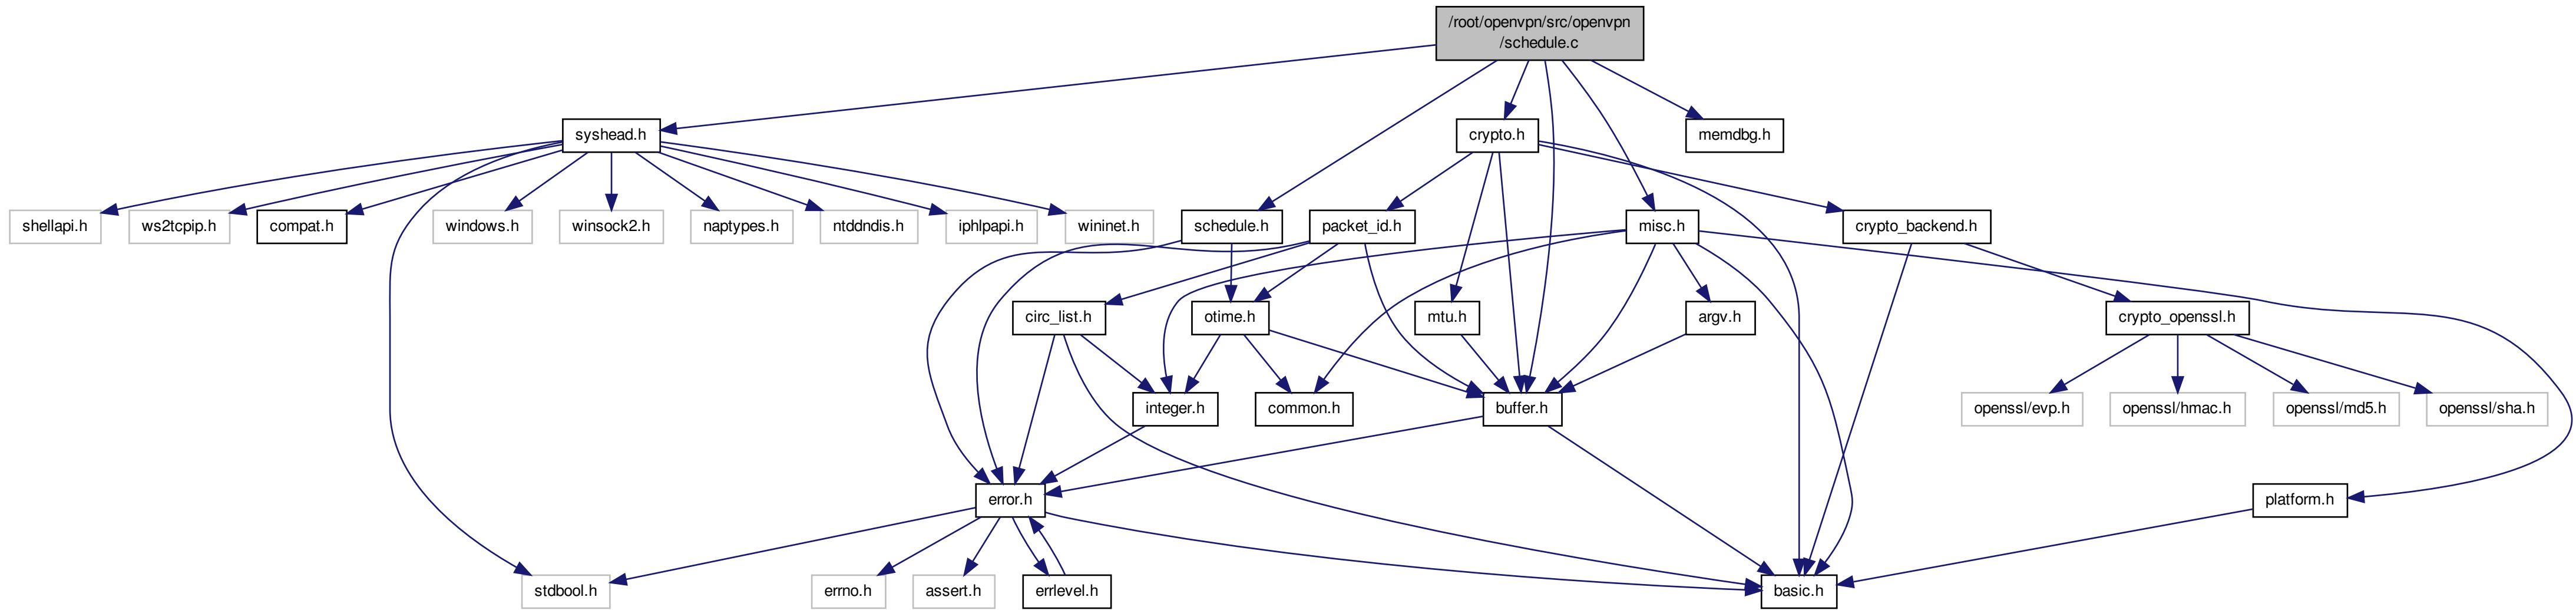 /root/openvpn/src/openvpn
/schedule.c
syshead.h
crypto.h
memdbg.h
shellapi.h
ws2tcpip.h
compat.h
windows.h
winsock2.h
naptypes.h
ntddndis.h
iphlpapi.h
wininet.h
schedule.h
packet_id.h
misc.h
crypto_backend.h
circ_list.h
otime.h
mtu.h
argv.h
crypto_openssl.h
integer.h
common.h
buffer.h
openssl/evp.h
openssl/hmac.h
openssl/md5.h
openssl/sha.h
error.h
platform.h
stdbool.h
errno.h
assert.h
errlevel.h
basic.h